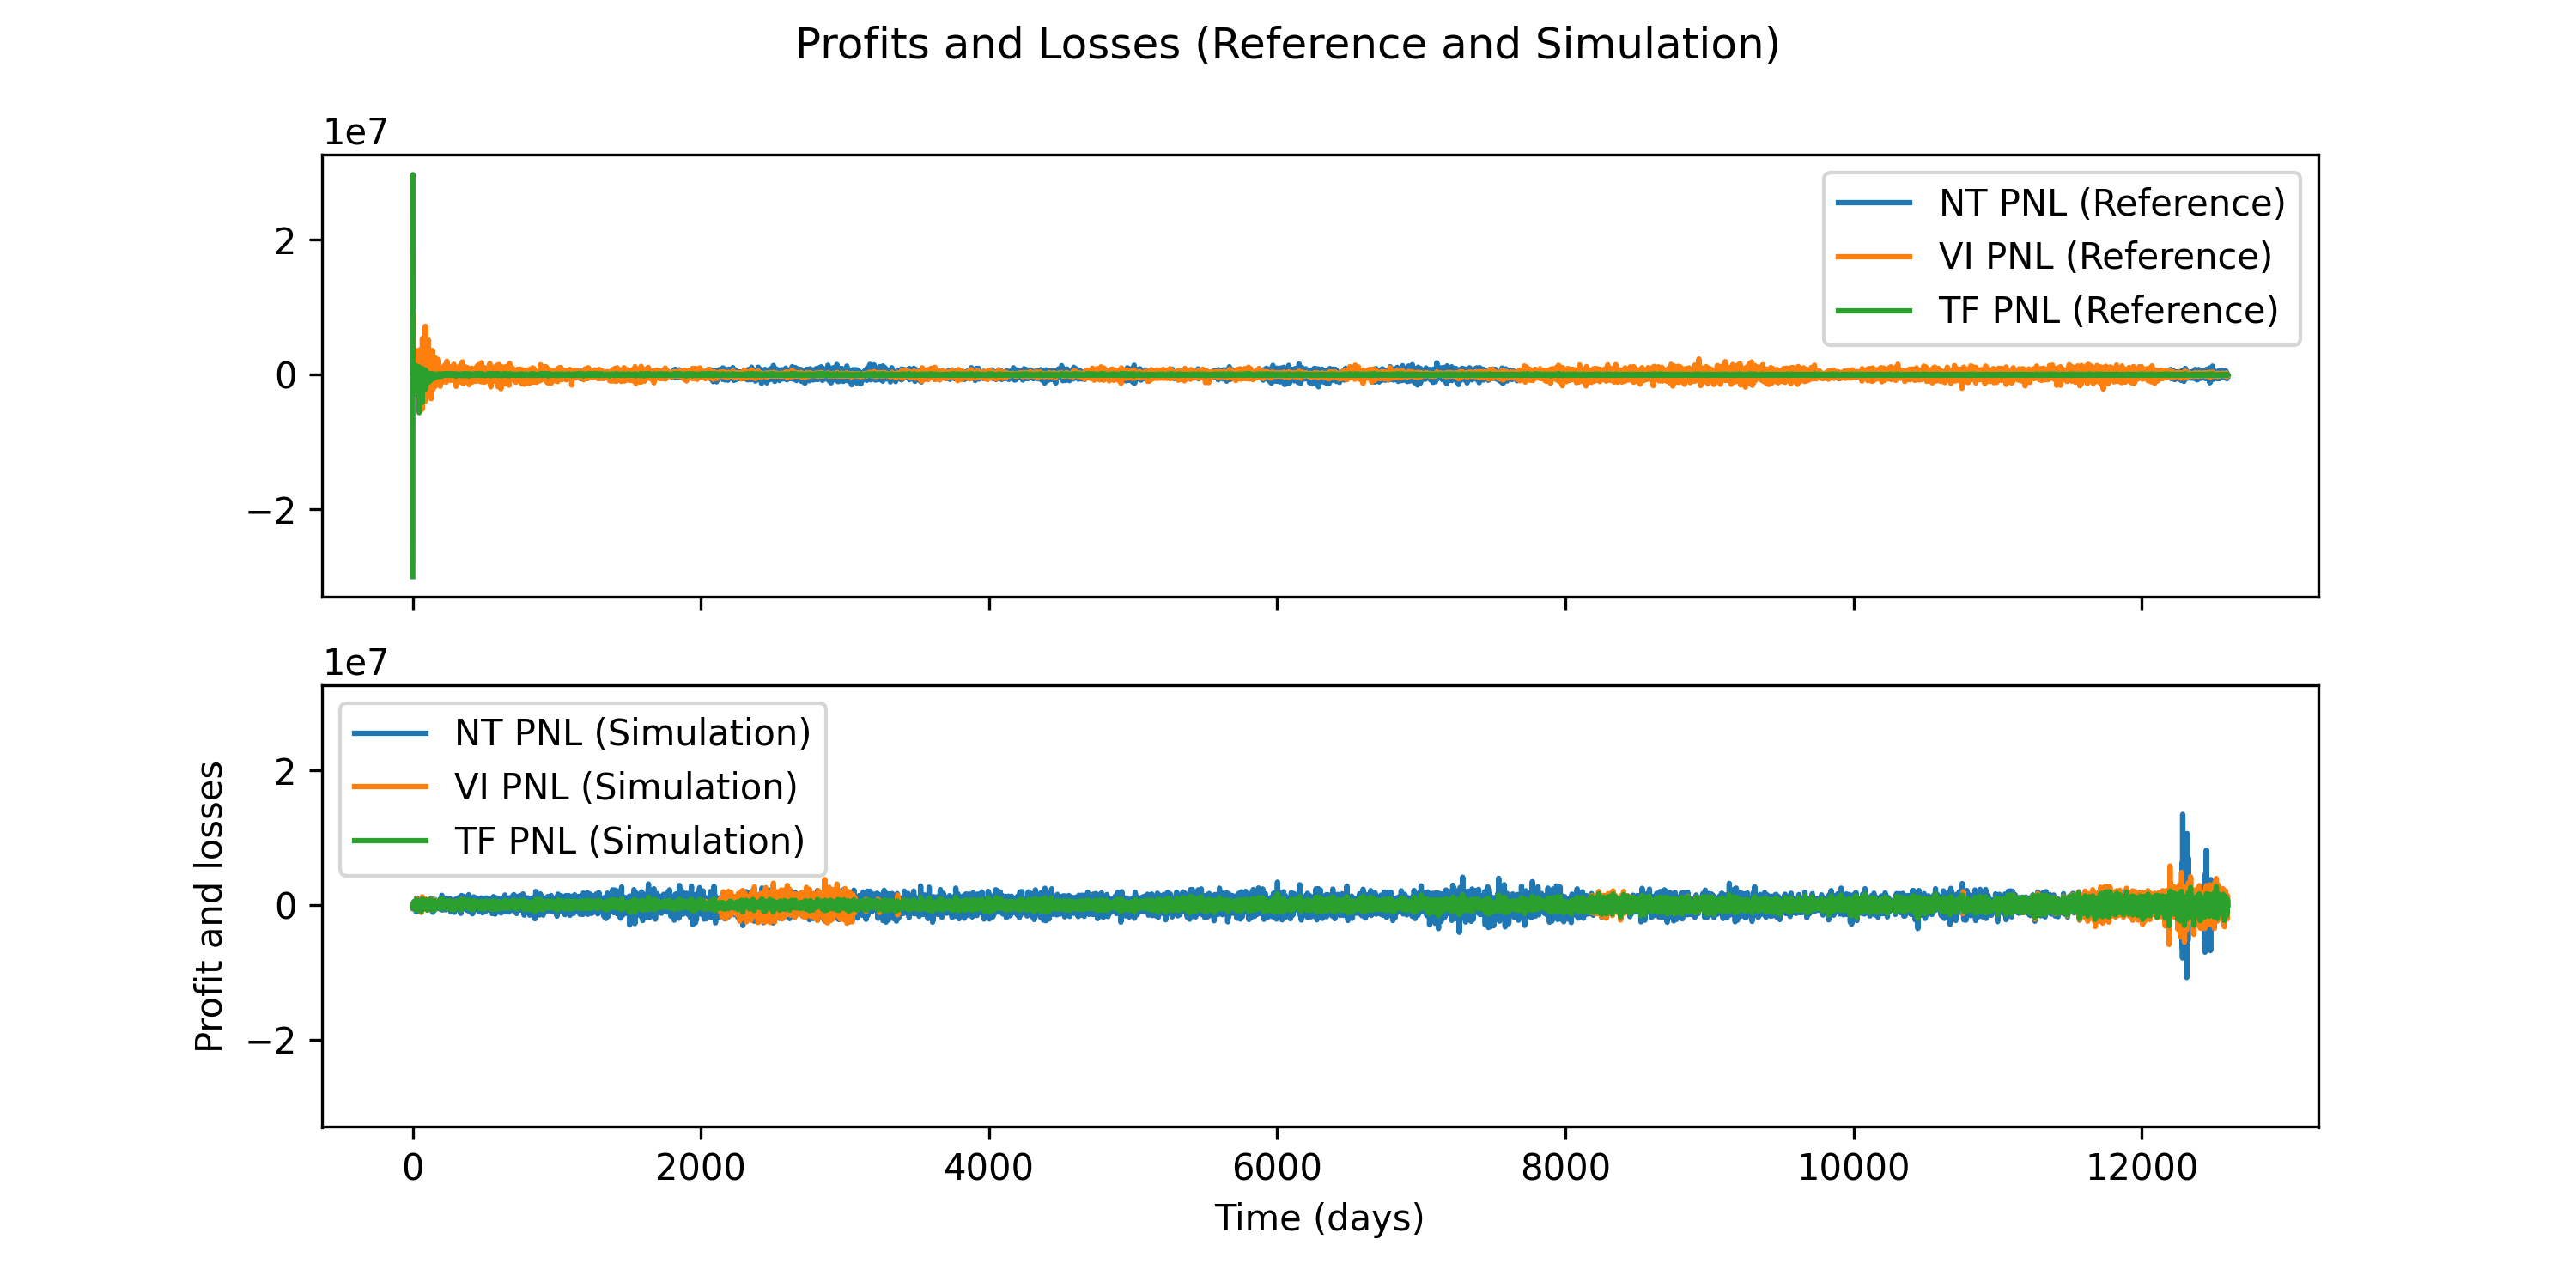 Profits and Losses (Reference and Simulation)
1e7
2
0
−2
NT PNL (Reference)
VI PNL (Reference)
TF PNL (Reference)
1e7
Profit and losses
2
0
−2
NT PNL (Simulation)
VI PNL (Simulation)
TF PNL (Simulation)
0 2000 4000 6000 8000 10000 12000
Time (days)